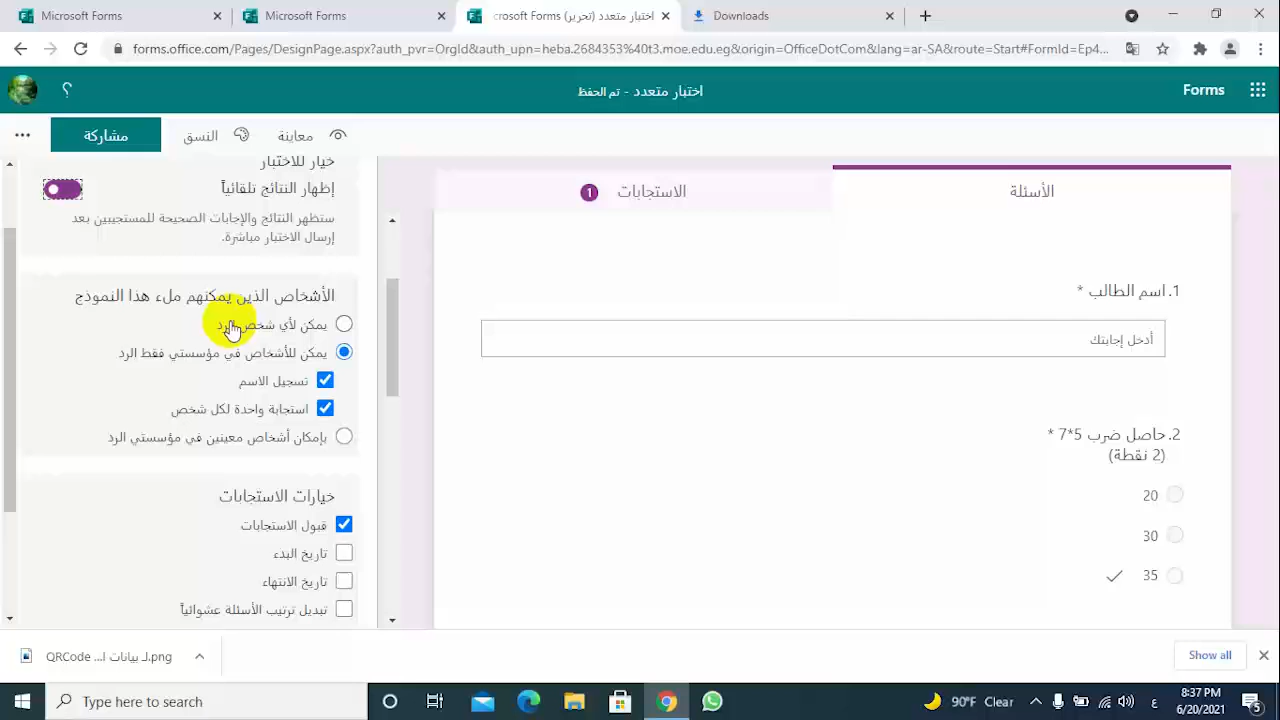 Microsoft Forms
Microsoft Forms
اختبار متعدد (تحرير) crosoft Forms
Downloads
forms.office.com/Pages/DesignPage.aspx?auth_pvr=OrgId&auth_upn=heba.2684353%40t3.moe.edu.eg&origin=OfficeDotCom&lang=ar-SA&route=Start#FormId=Ep4...
Forms
اختبار متعدد - تم الحفظ
؟
معاينة
النسق
مشاركة
...
خيار للاختبار
إظهار النتائج تلقائياً
ستظهر النتائج والإجابات الصحيحة للمستجيبين بعد
إرسال الاختبار مباشرة.
الأشخاص الذين يمكنهم ملء هذا النموذج
يمكن لأي شخص الرد
يمكن للأشخاص في مؤسستي فقط الرد
تسجيل الاسم
استجابة واحدة لكل شخص
بإمكان أشخاص معينين في مؤسستي الرد
خيارات الاستجابات
قبول الاستجابات
تاريخ البدء
تاريخ الانتهاء
تبديل ترتيب الأسئلة عشوائياً
الأسئلة
الاستجابات 1
1. اسم الطالب *
أدخل إجابتك
2. حاصل ضرب 5*7 *
(2 نقطة)
20
30
35
QRCode لـ بيانات ا....png
Show all
Type here to search
90°F Clear
ع
8:37 PM
6/20/2021
5